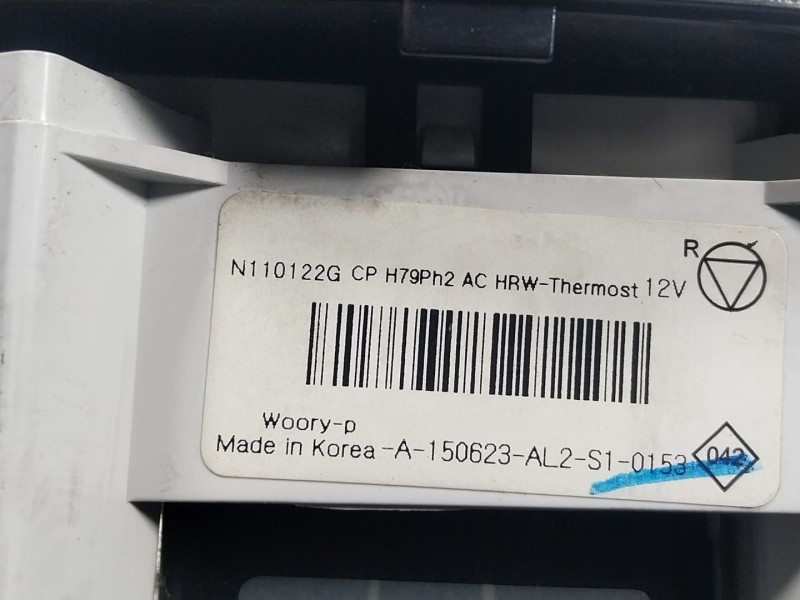 R
N110122G CP H79Ph2 AC HRW-Thermost 12V
Woory-p
Made in Korea -A-150623-AL2-S1-0153 042